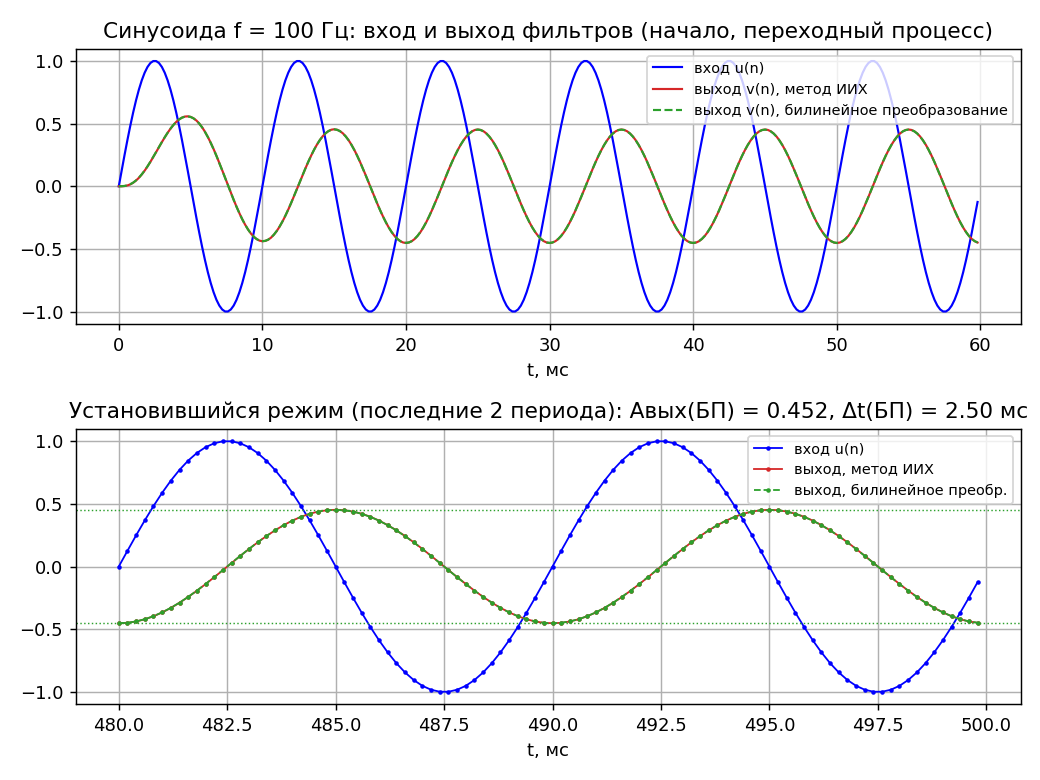 Синусоида f = 100 Гц: вход и выход фильтров (начало, переходный процесс)
1.0
0.5
0.0
−0.5
−1.0
вход u(n)
выход v(n), метод ИИХ
выход v(n), билинейное преобразование
0 10 20 30 40 50 60
t, мс
Установившийся режим (последние 2 периода): Aвых(БП) = 0.452, Δt(БП) = 2.50 мс
1.0
0.5
0.0
−0.5
−1.0
вход u(n)
выход, метод ИИХ
выход, билинейное преобр.
480.0 482.5 485.0 487.5 490.0 492.5 495.0 497.5 500.0
t, мс